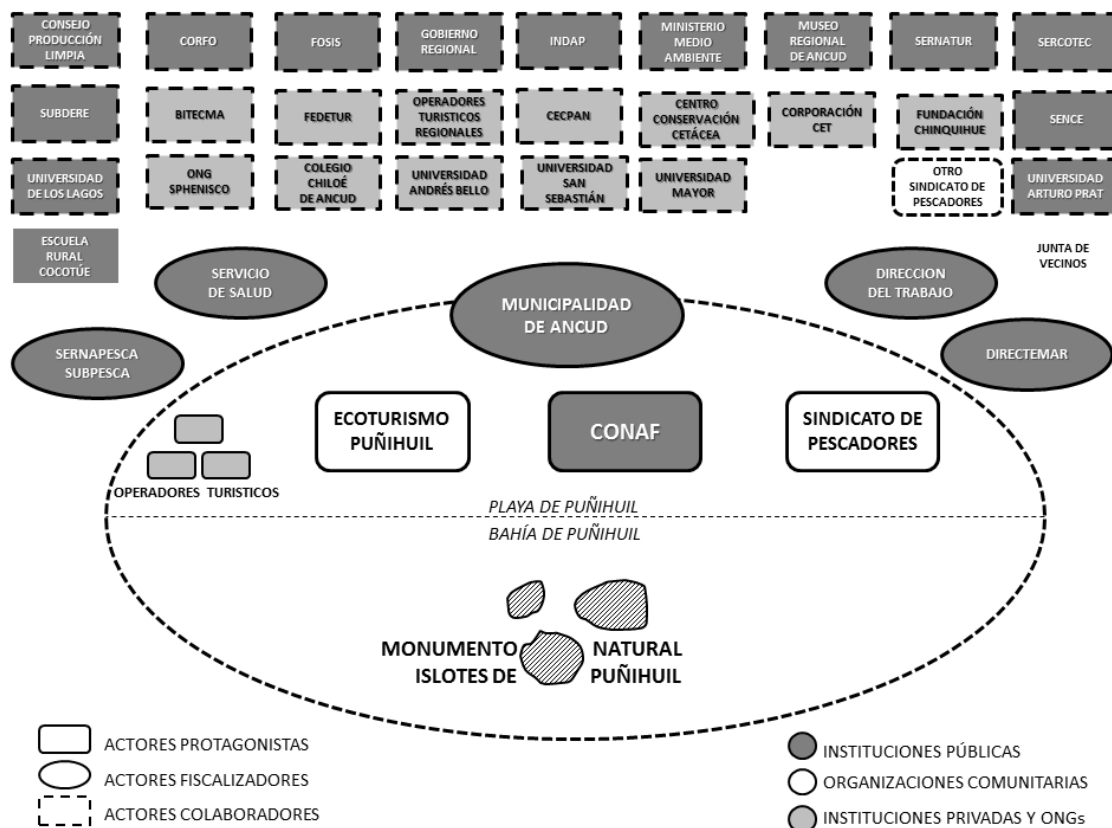 CONSEJO
PRODUCCIÓN
LIMPIA
CORFO
FOSIS
GOBIERNO
REGIONAL
INDAP
MINISTERIO
MEDIO
AMBIENTE
MUSEO
REGIONAL
DE ANCUD
SERNATUR
SERCOTEC
SUBDERE
BITECMA
FEDETUR
OPERADORES
TURISTICOS
REGIONALES
CECPAN
CENTRO
CONSERVACIÓN
CETÁCEA
CORPORACIÓN
CET
FUNDACIÓN
CHINQUIHUE
SENCE
UNIVERSIDAD
DE LOS LAGOS
ONG
SPHENISCO
COLEGIO
CHILOÉ
DE ANCUD
UNIVERSIDAD
ANDRÉS BELLO
UNIVERSIDAD
SAN
SEBASTIÁN
UNIVERSIDAD
MAYOR
OTRO
SINDICATO DE
PESCADORES
UNIVERSIDAD
ARTURO PRAT
ESCUELA
RURAL
COCOTÚE
JUNTA DE
VECINOS
SERVICIO
DE SALUD
MUNICIPALIDAD
DE ANCUD
DIRECCION
DEL TRABAJO
SERNAPESCA
SUBPESCA
DIRECTEMAR
ECOTURISMO
PUÑIHUIL
CONAF
SINDICATO DE
PESCADORES
OPERADORES TURISTICOS
PLAYA DE PUÑIHUIL
BAHÍA DE PUÑIHUIL
MONUMENTO NATURAL
ISLOTES DE PUÑIHUIL
ACTORES PROTAGONISTAS
ACTORES FISCALIZADORES
ACTORES COLABORADORES
INSTITUCIONES PÚBLICAS
ORGANIZACIONES COMUNITARIAS
INSTITUCIONES PRIVADAS Y ONGs